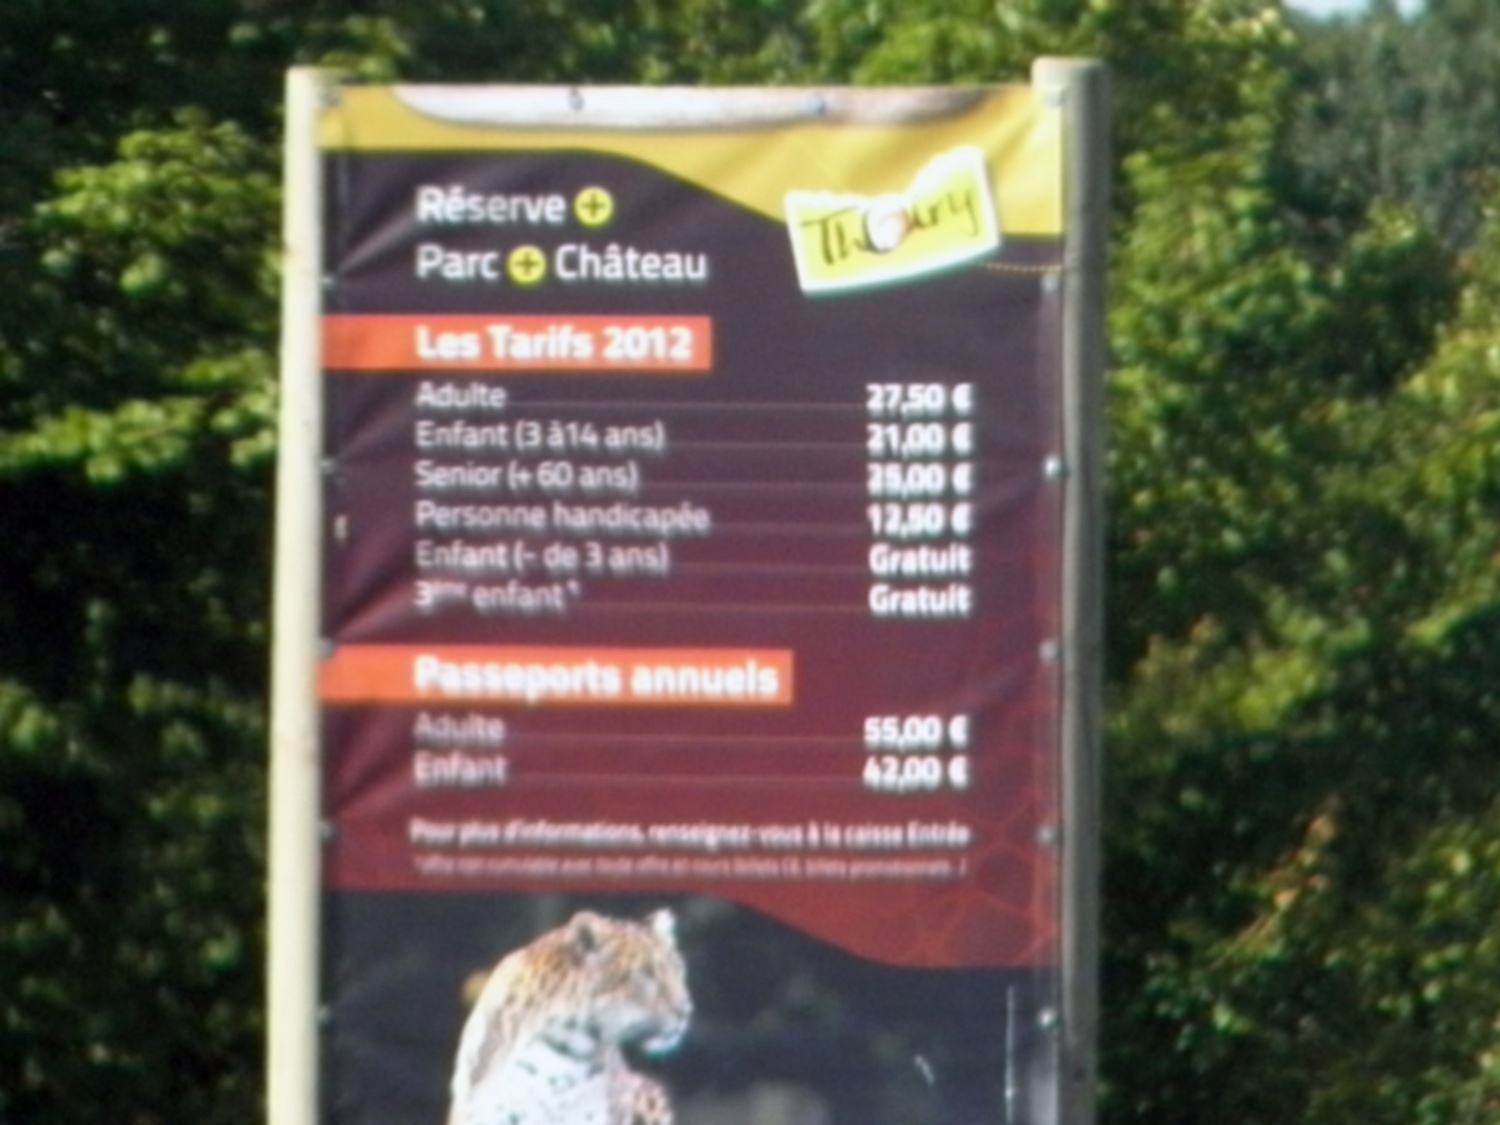 Thoiry
Réserve +
Parc + Château
Les Tarifs 2012
Adulte 27,50 €
Enfant (3 à14 ans) 21,00 €
Senior (+ 60 ans) 25,00 €
Personne handicapée 12,50 €
Enfant (- de 3 ans) Gratuit
3ème enfant * Gratuit
Passeports annuels
Adulte 55,00 €
Enfant 42,00 €
Pour plus d'informations, renseignez-vous à la caisse Entrée